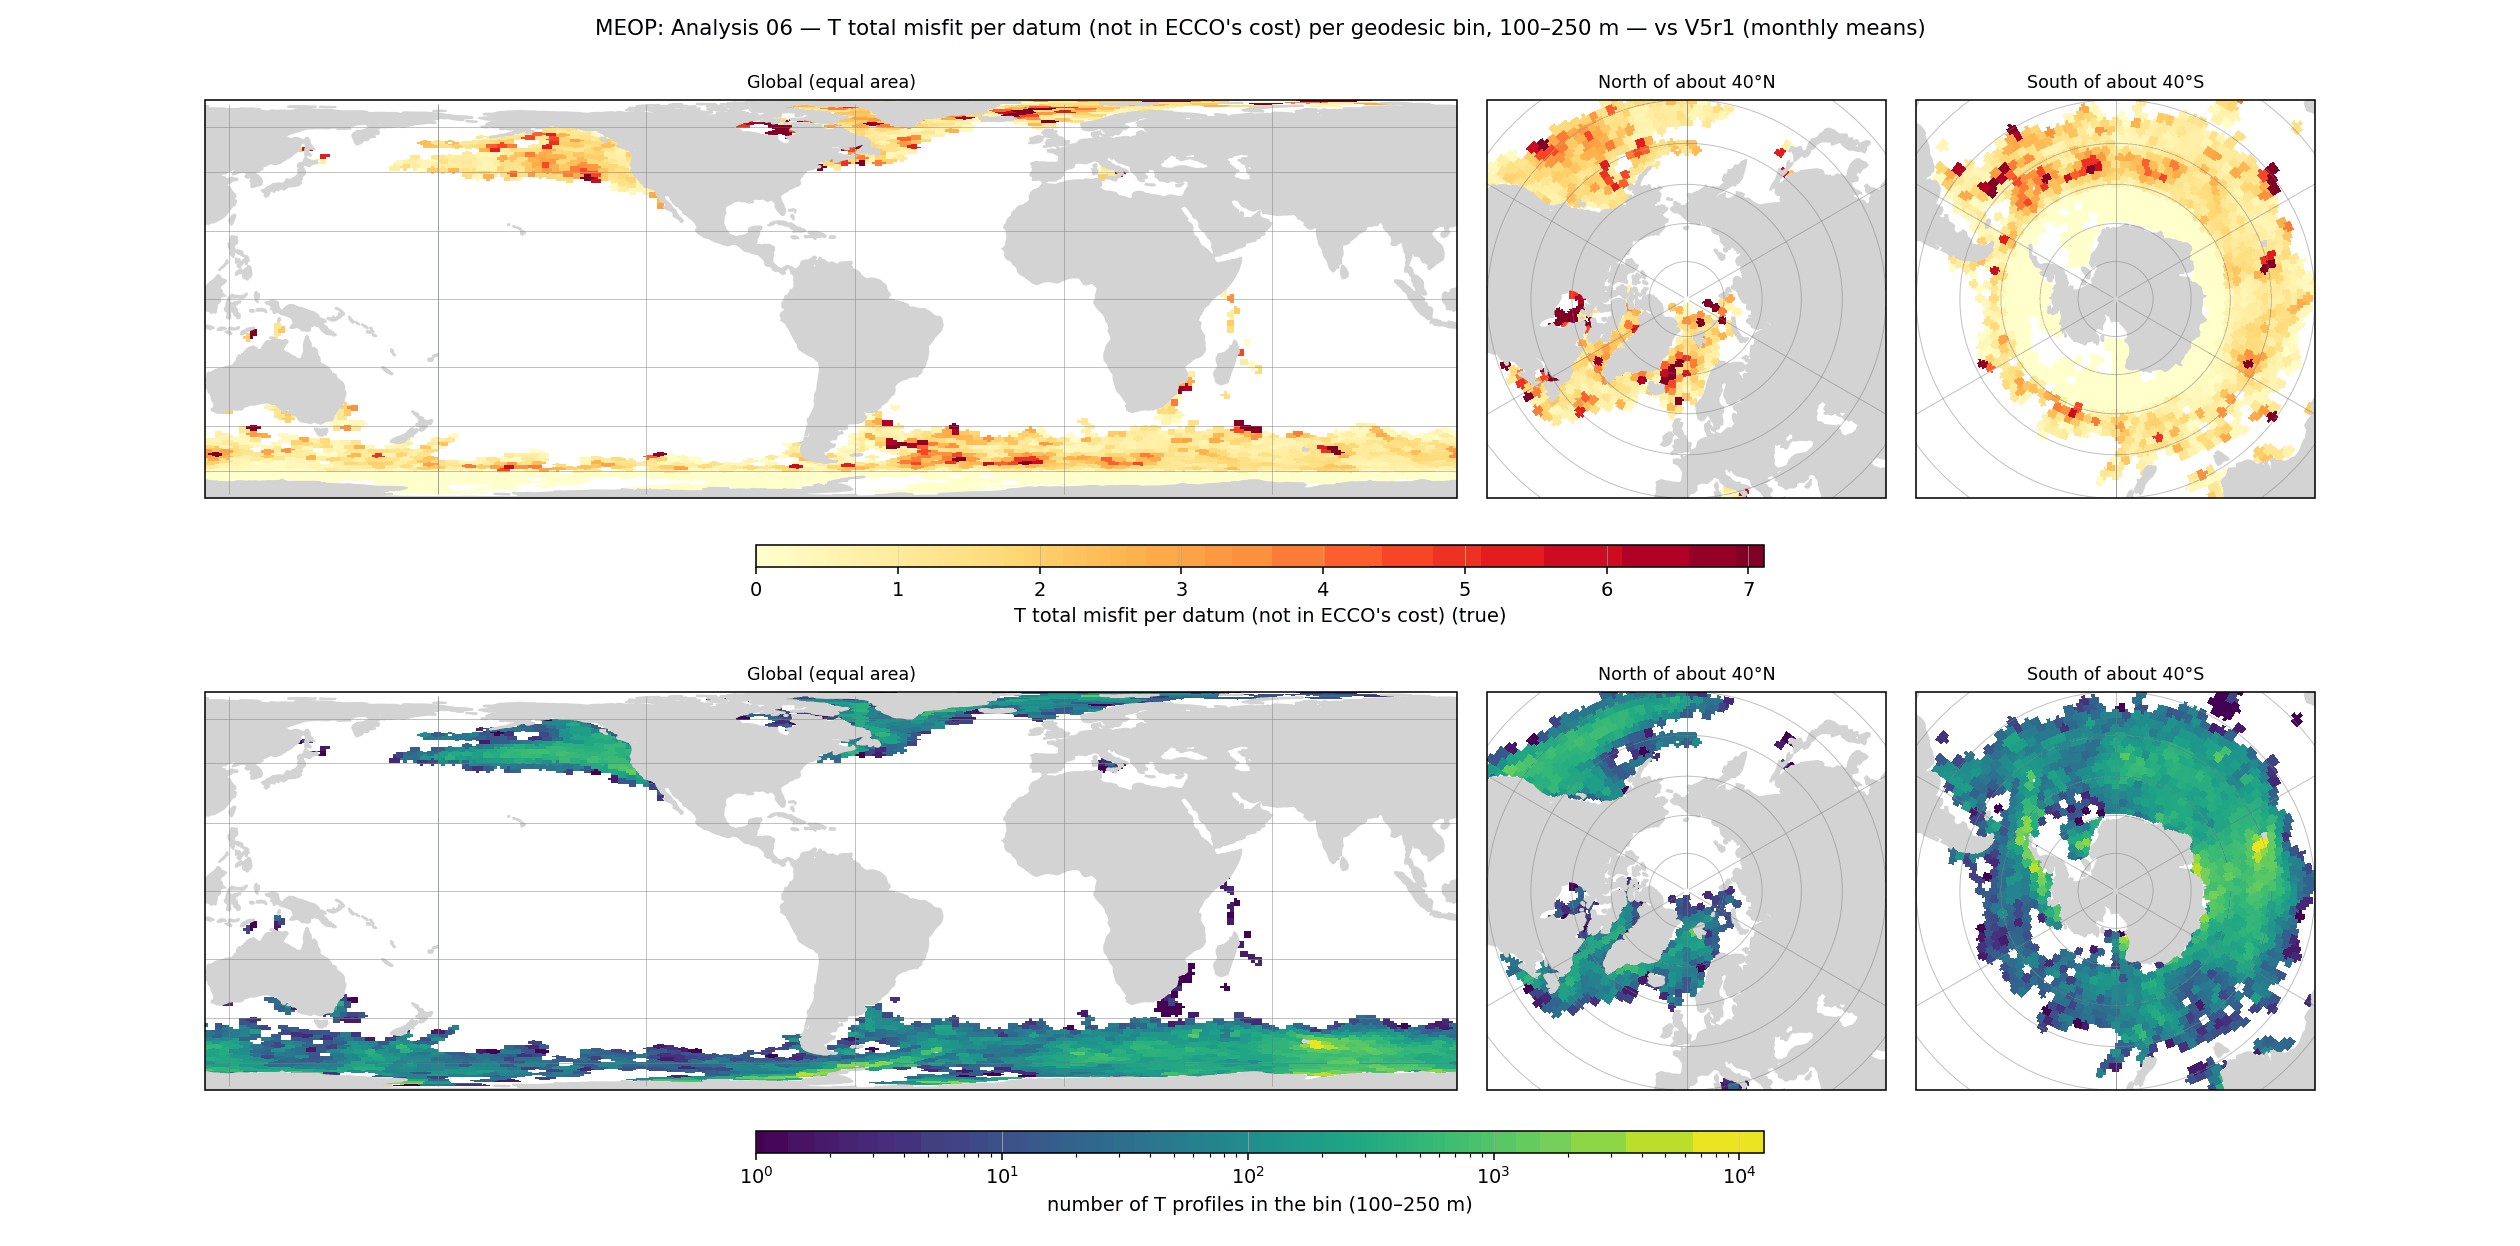 MEOP: Analysis 06 — T total misfit per datum (not in ECCO's cost) per geodesic bin, 100–250 m — vs V5r1 (monthly means)
Global (equal area)
North of about 40°N
South of about 40°S
0 1 2 3 4 5 6 7
T total misfit per datum (not in ECCO's cost) (true)
Global (equal area)
North of about 40°N
South of about 40°S
10⁰ 10¹ 10² 10³ 10⁴
number of T profiles in the bin (100–250 m)